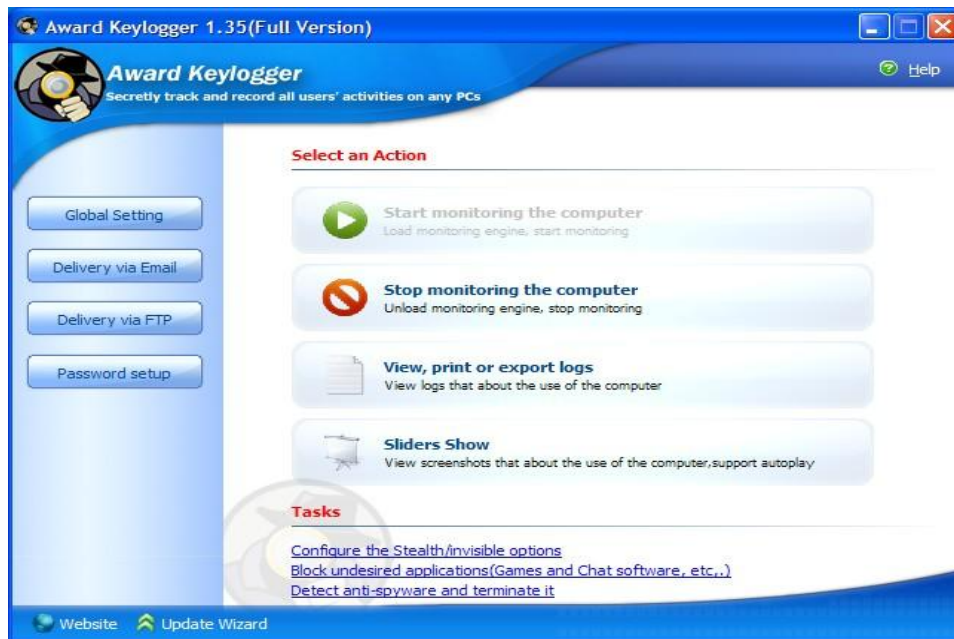 Award Keylogger 1.35(Full Version)
Award Keylogger
Secretly track and record all users' activities on any PCs
Help
Select an Action
Global Setting
Delivery via Email
Delivery via FTP
Password setup
Start monitoring the computer
Load monitoring engine, start monitoring
Stop monitoring the computer
Unload monitoring engine, stop monitoring
View, print or export logs
View logs that about the use of the computer
Sliders Show
View screenshots that about the use of the computer,support autoplay
Tasks
Configure the Stealth/invisible options
Block undesired applications(Games and Chat software, etc,.)
Detect anti-spyware and terminate it
Website
Update Wizard